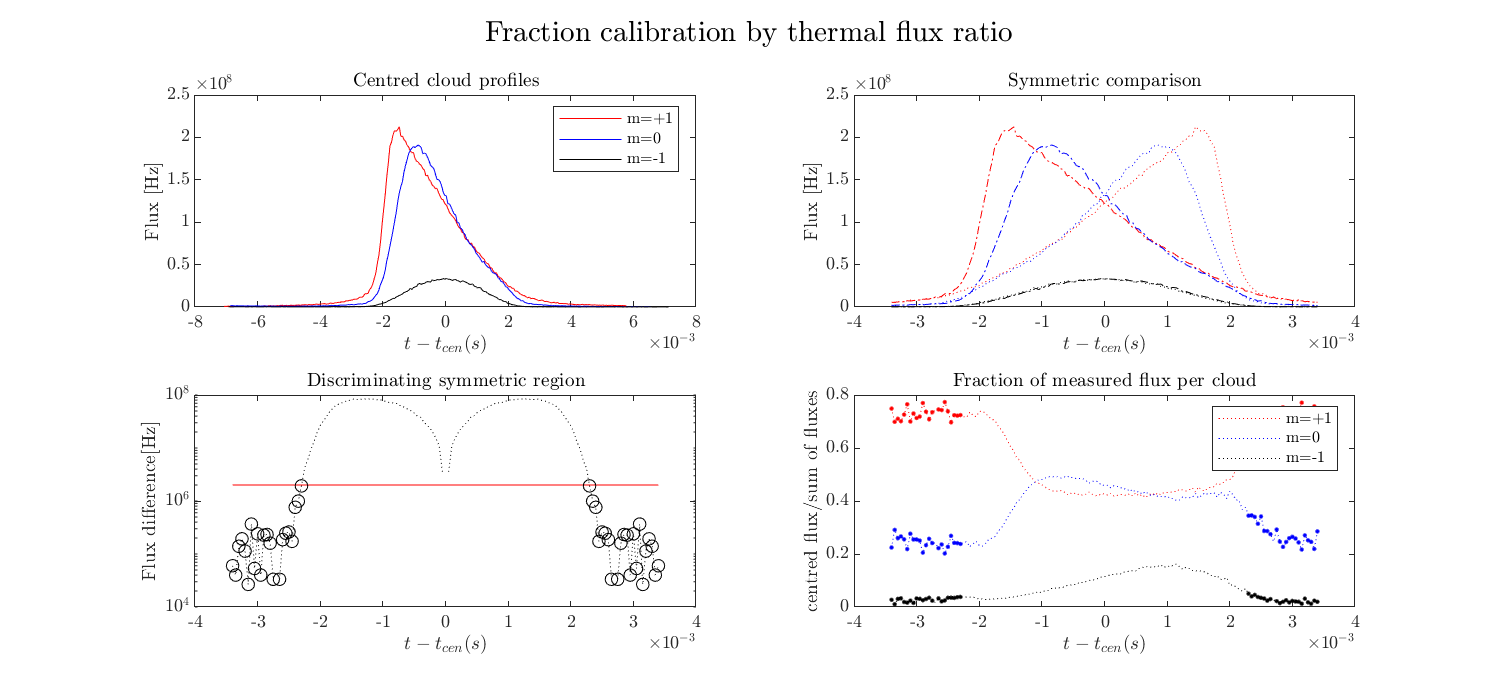 Fraction calibration by thermal flux ratio
Centred cloud profiles
×10^8
Flux [Hz]
2.5
2
1.5
1
0.5
0
-8 -6 -4 -2 0 2 4 6 8
t − t_cen(s)
×10^-3
m=+1
m=0
m=-1
Symmetric comparison
×10^8
Flux [Hz]
2.5
2
1.5
1
0.5
0
-4 -3 -2 -1 0 1 2 3 4
t − t_cen(s)
×10^-3
Discriminating symmetric region
Flux difference[Hz]
10^8
10^6
10^4
-4 -3 -2 -1 0 1 2 3 4
t − t_cen(s)
×10^-3
Fraction of measured flux per cloud
centred flux/sum of fluxes
0.8
0.6
0.4
0.2
0
-4 -3 -2 -1 0 1 2 3 4
t − t_cen(s)
×10^-3
m=+1
m=0
m=-1